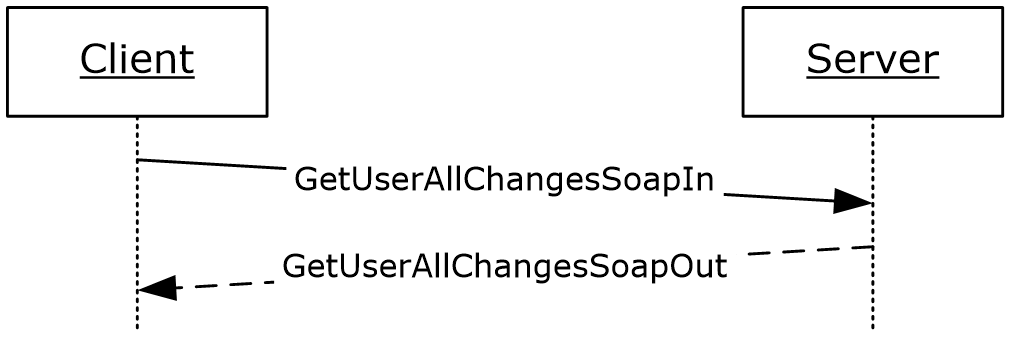 Client
Server
GetUserAllChangesSoapIn
GetUserAllChangesSoapOut